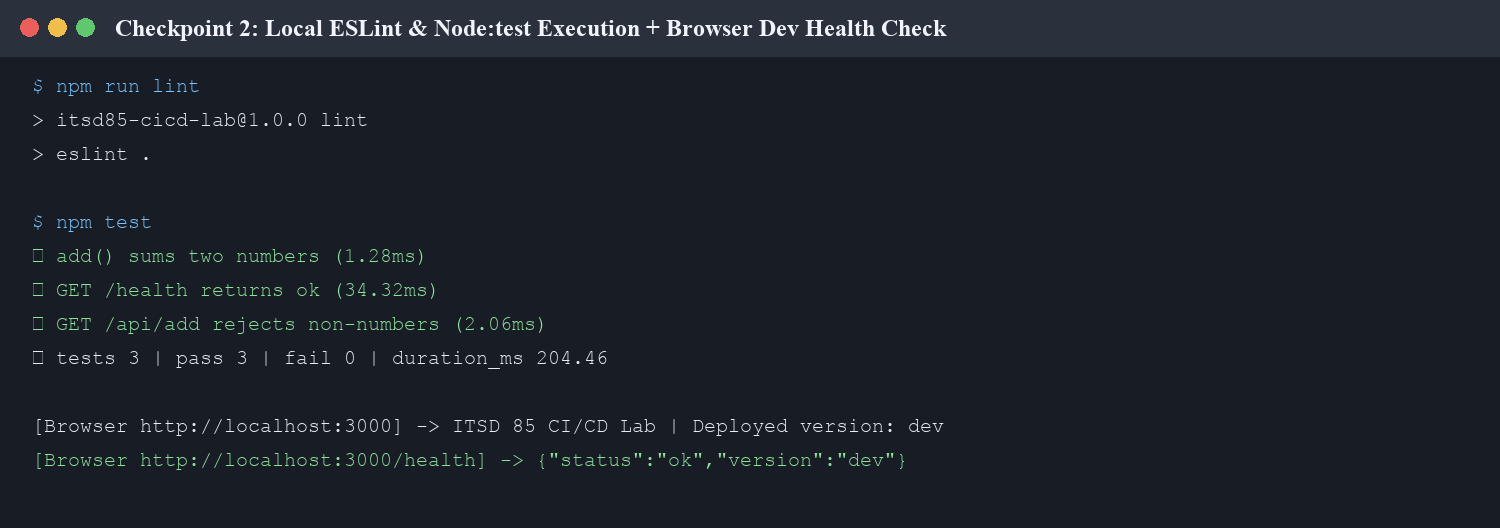 Checkpoint 2: Local ESLint & Node:test Execution + Browser Dev Health Check
$ npm run lint
> itsd85-cicd-lab@1.0.0 lint
> eslint .
$ npm test
add() sums two numbers (1.28ms)
GET /health returns ok (34.32ms)
GET /api/add rejects non-numbers (2.06ms)
tests 3 | pass 3 | fail 0 | duration_ms 204.46
[Browser http://localhost:3000] -> ITSD 85 CI/CD Lab | Deployed version: dev
[Browser http://localhost:3000/health] -> {"status":"ok","version":"dev"}